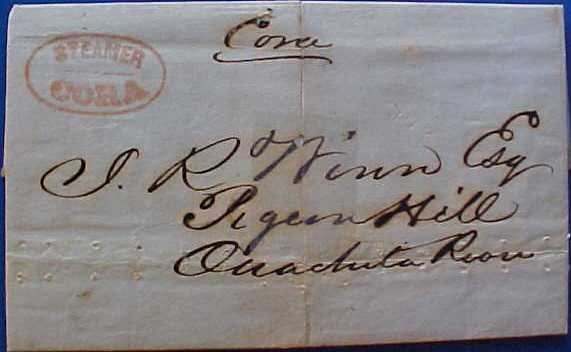 Cora
STEAMER
CORA
J. R. Winn Esq
Pigeon Hill
Ouachita River